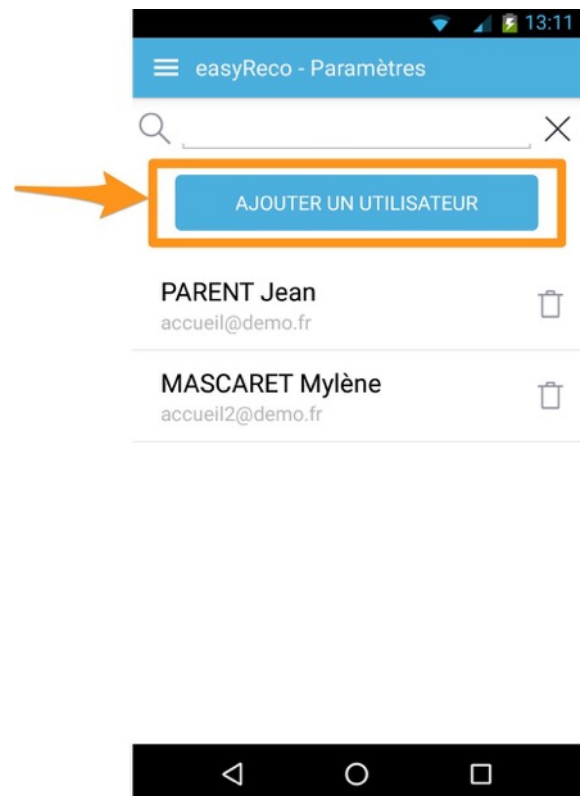 13:11
easyReco - Paramètres
AJOUTER UN UTILISATEUR
PARENT Jean
accueil@demo.fr
MASCARET Mylène
accueil2@demo.fr